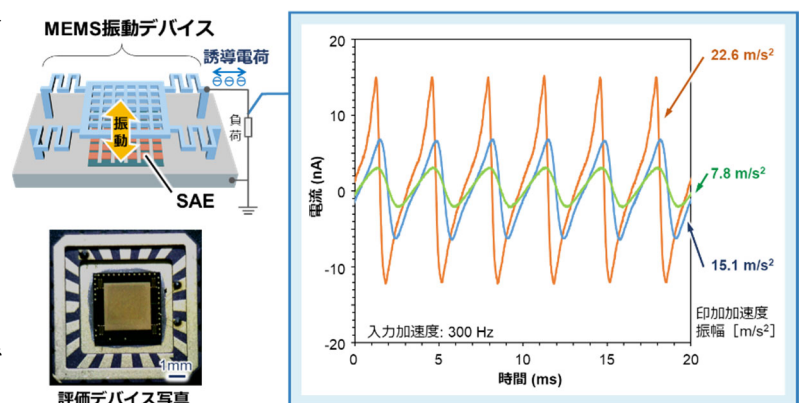 MEMS振動デバイス
誘導電荷
⊖⊖⊖
負荷
振動
SAE
1mm
評価デバイス写真
電流 (nA)
20
10
0
-10
-20
22.6 m/s²
7.8 m/s²
15.1 m/s²
入力加速度: 300 Hz
印加加速度
振幅 [m/s²]
0
5
10
15
20
時間 (ms)